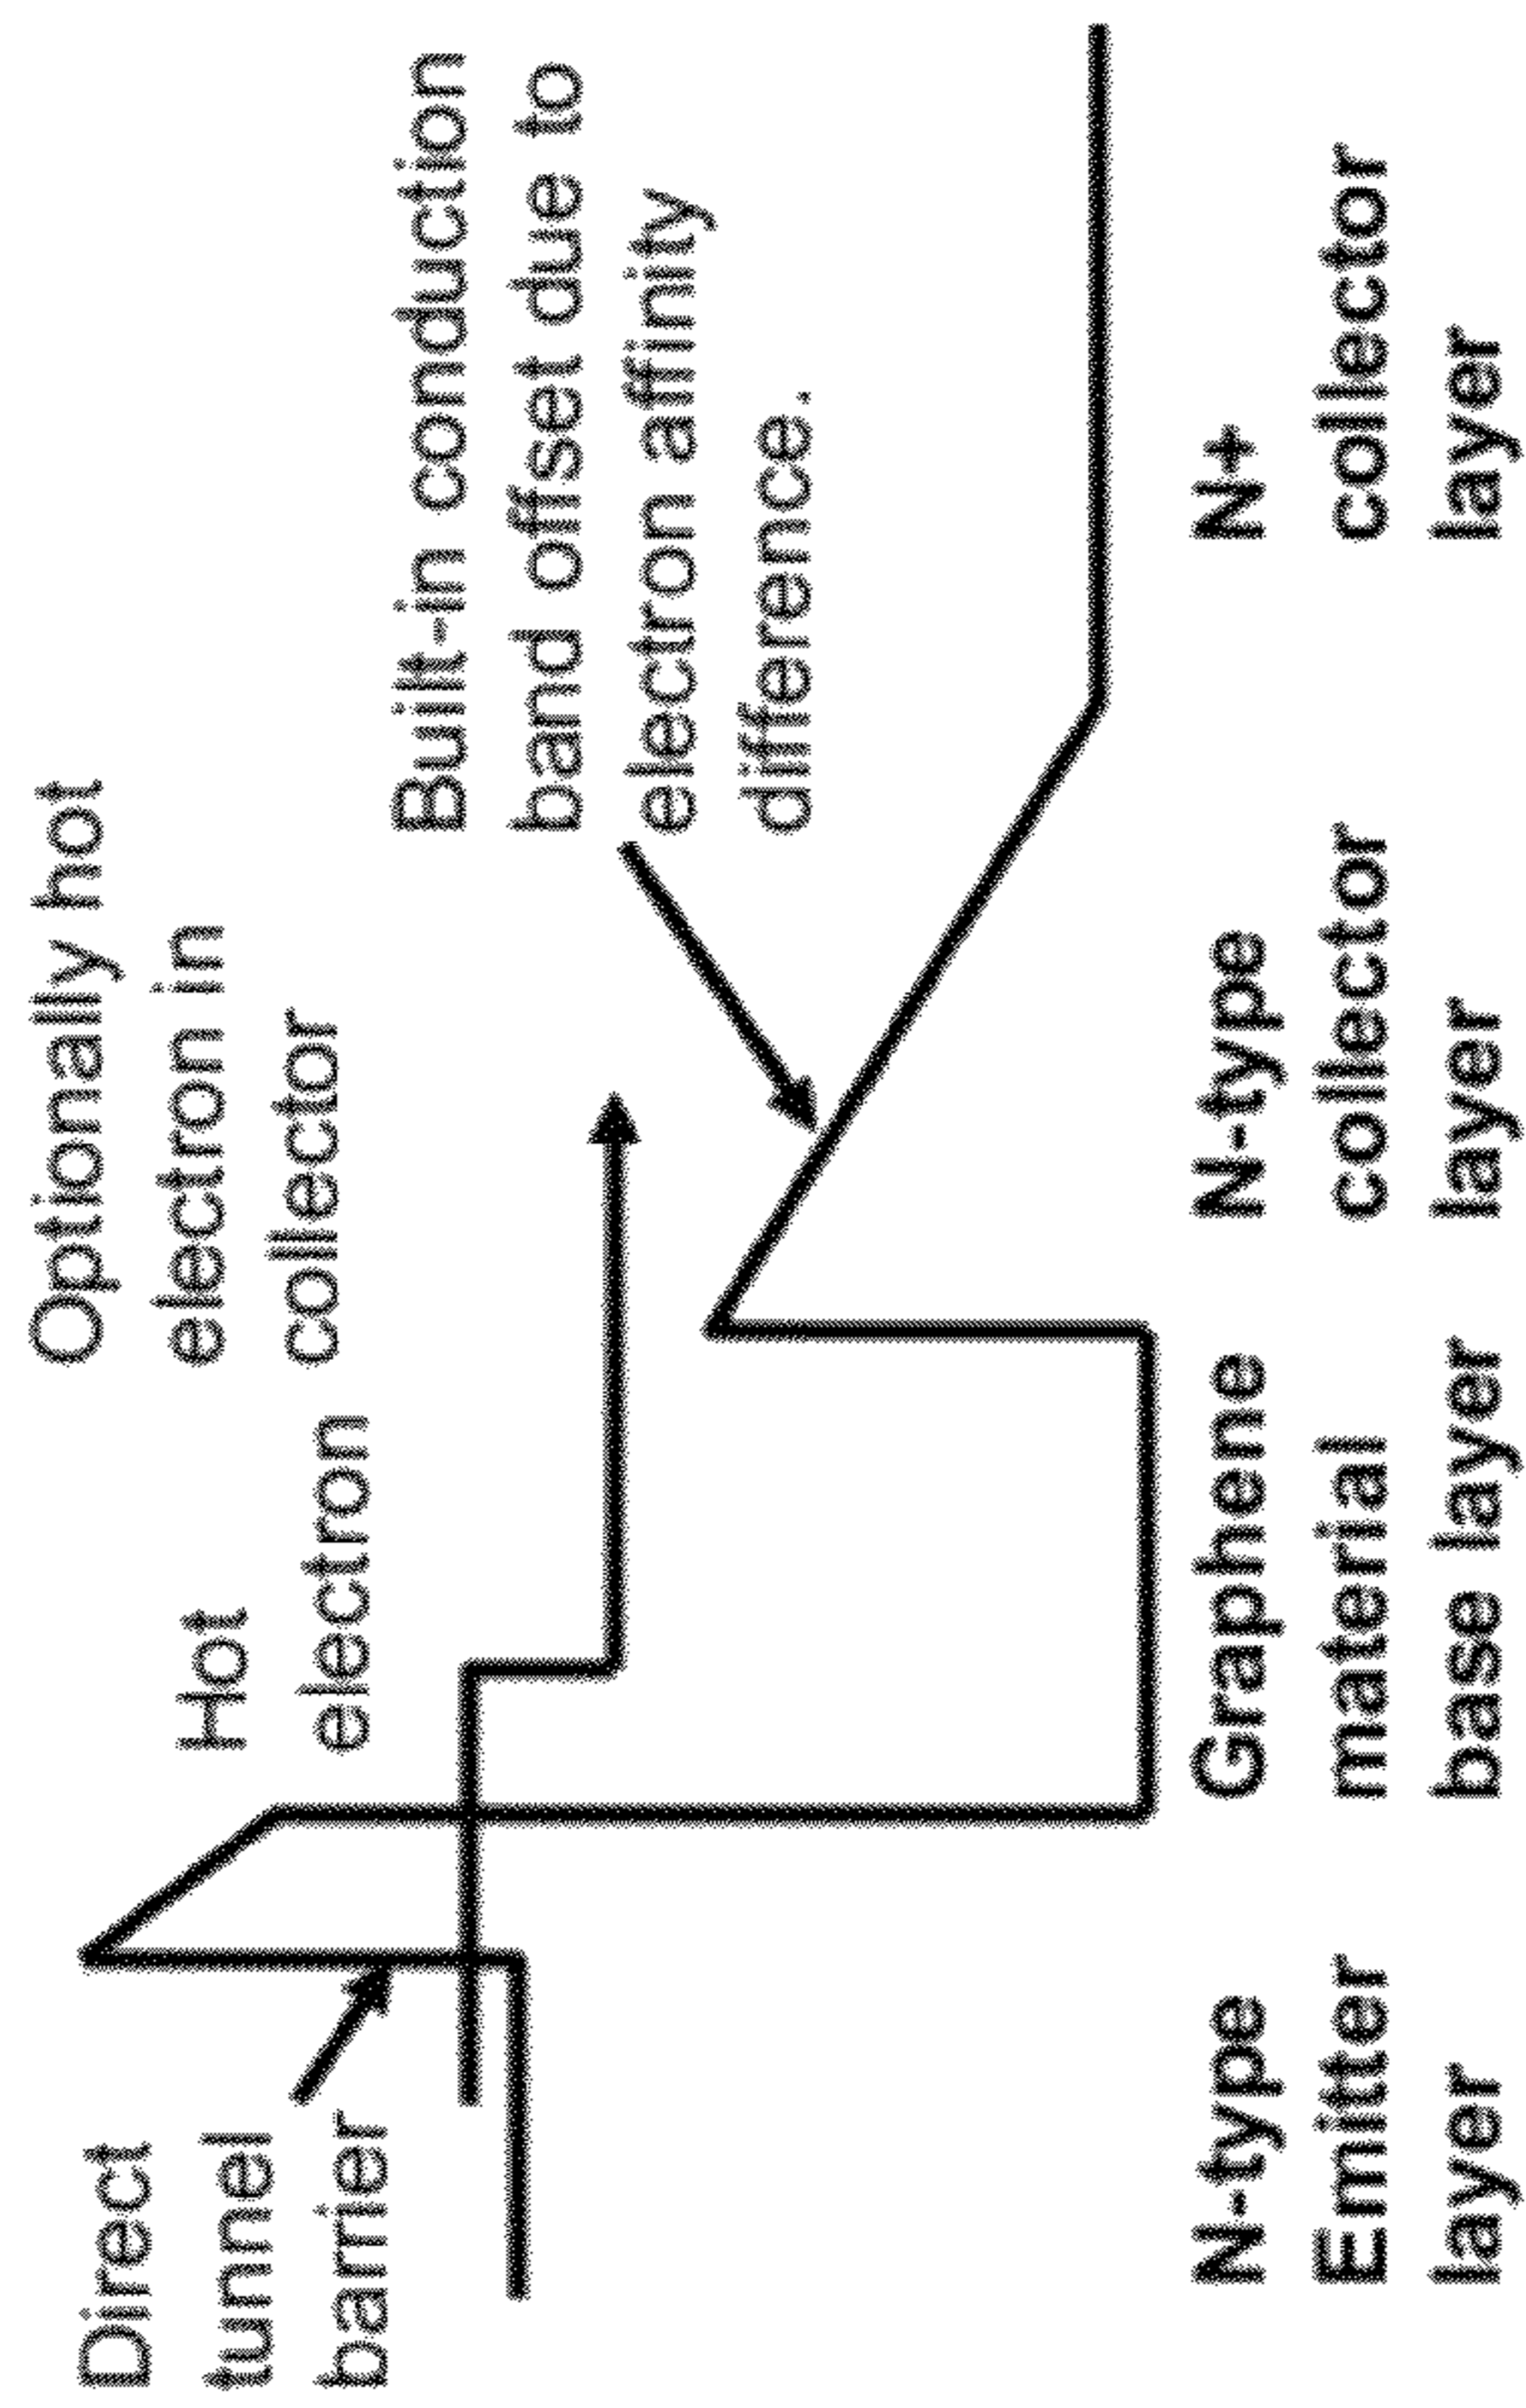 Direct
tunnel
barrier
Hot
electron
Optionally hot
electron in
collector
Built-in conduction
band offset due to
electron affinity
difference.
N-type
Emitter
layer
Graphene
material
base layer
N-type
collector
layer
N+
collector
layer